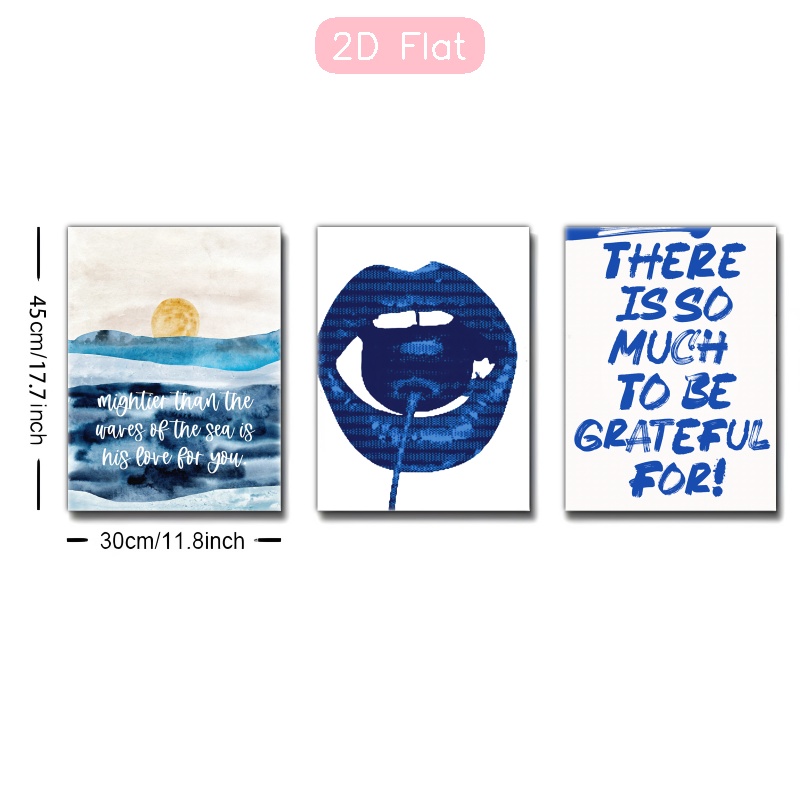 2D Flat
45cm/17.7inch
mightier than the
waves of the sea is
his love for you.
30cm/11.8inch
THERE
IS SO
MUCH
TO BE
GRATEFUL
FOR!